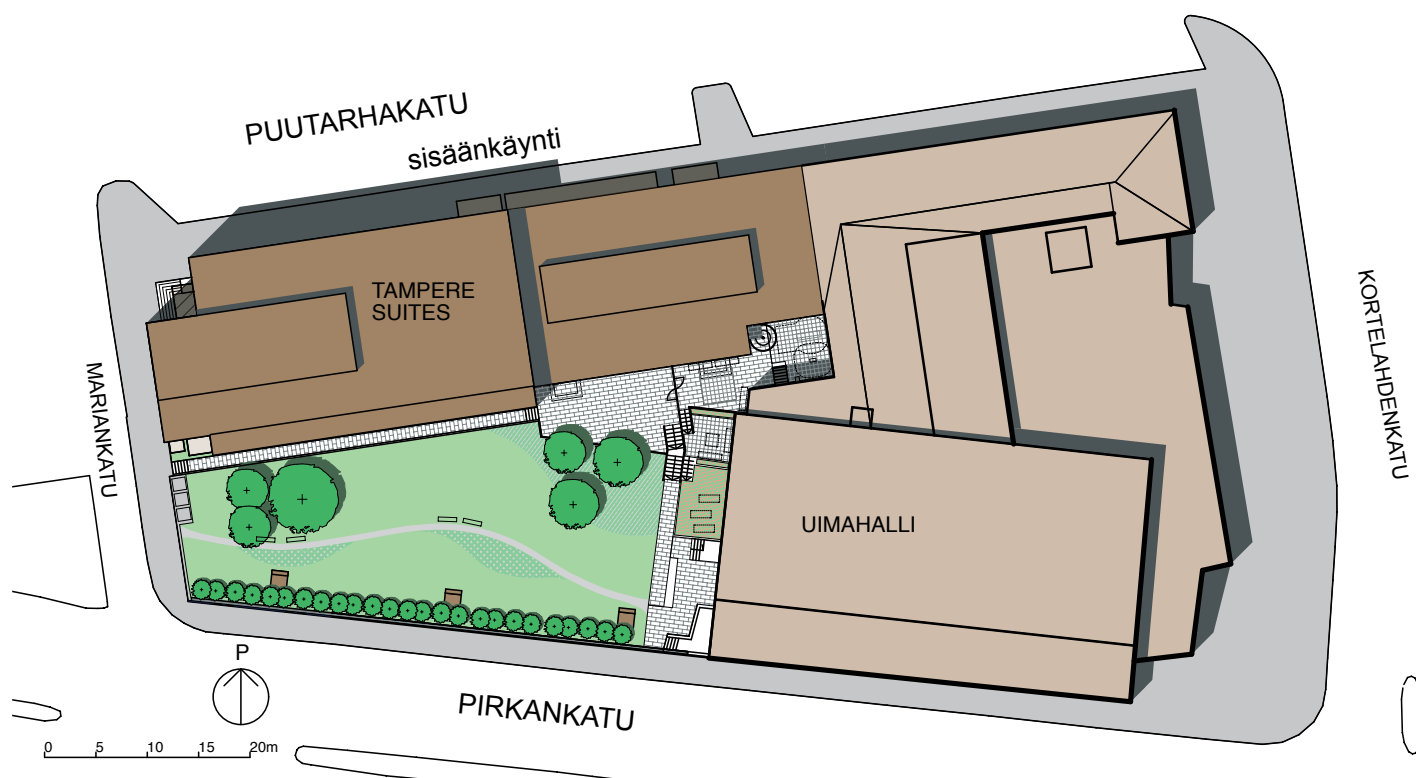 PUUTARHAKATU
sisäänkäynti
TAMPERE
SUITES
MARIANKATU
KORTELAHDENKATU
UIMAHALLI
P
PIRKANKATU
0 5 10 15 20m